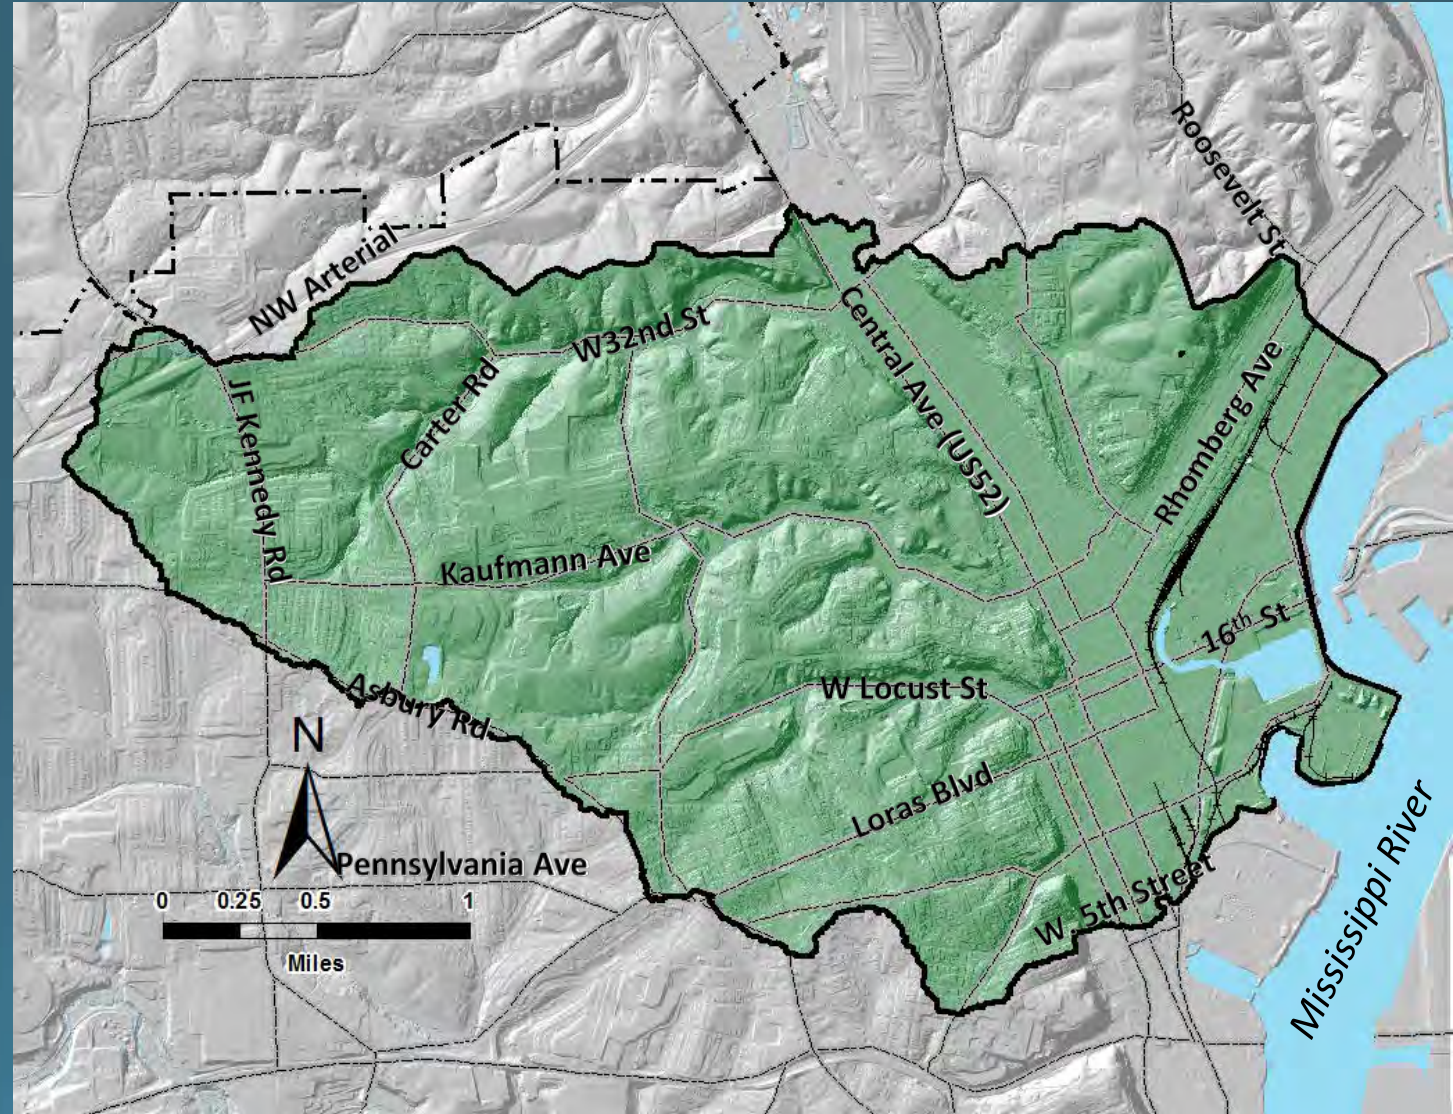 Roosevelt St
NW Arterial
W32nd St
Central Ave (US52)
Rhomberg Ave
Carter Rd
JF Kennedy Rd
Kaufmann Ave
16th St
W Locust St
Asbury Rd
N
Loras Blvd
Pennsylvania Ave
W. 5th Street
0 0.25 0.5 1
Miles
Mississippi River